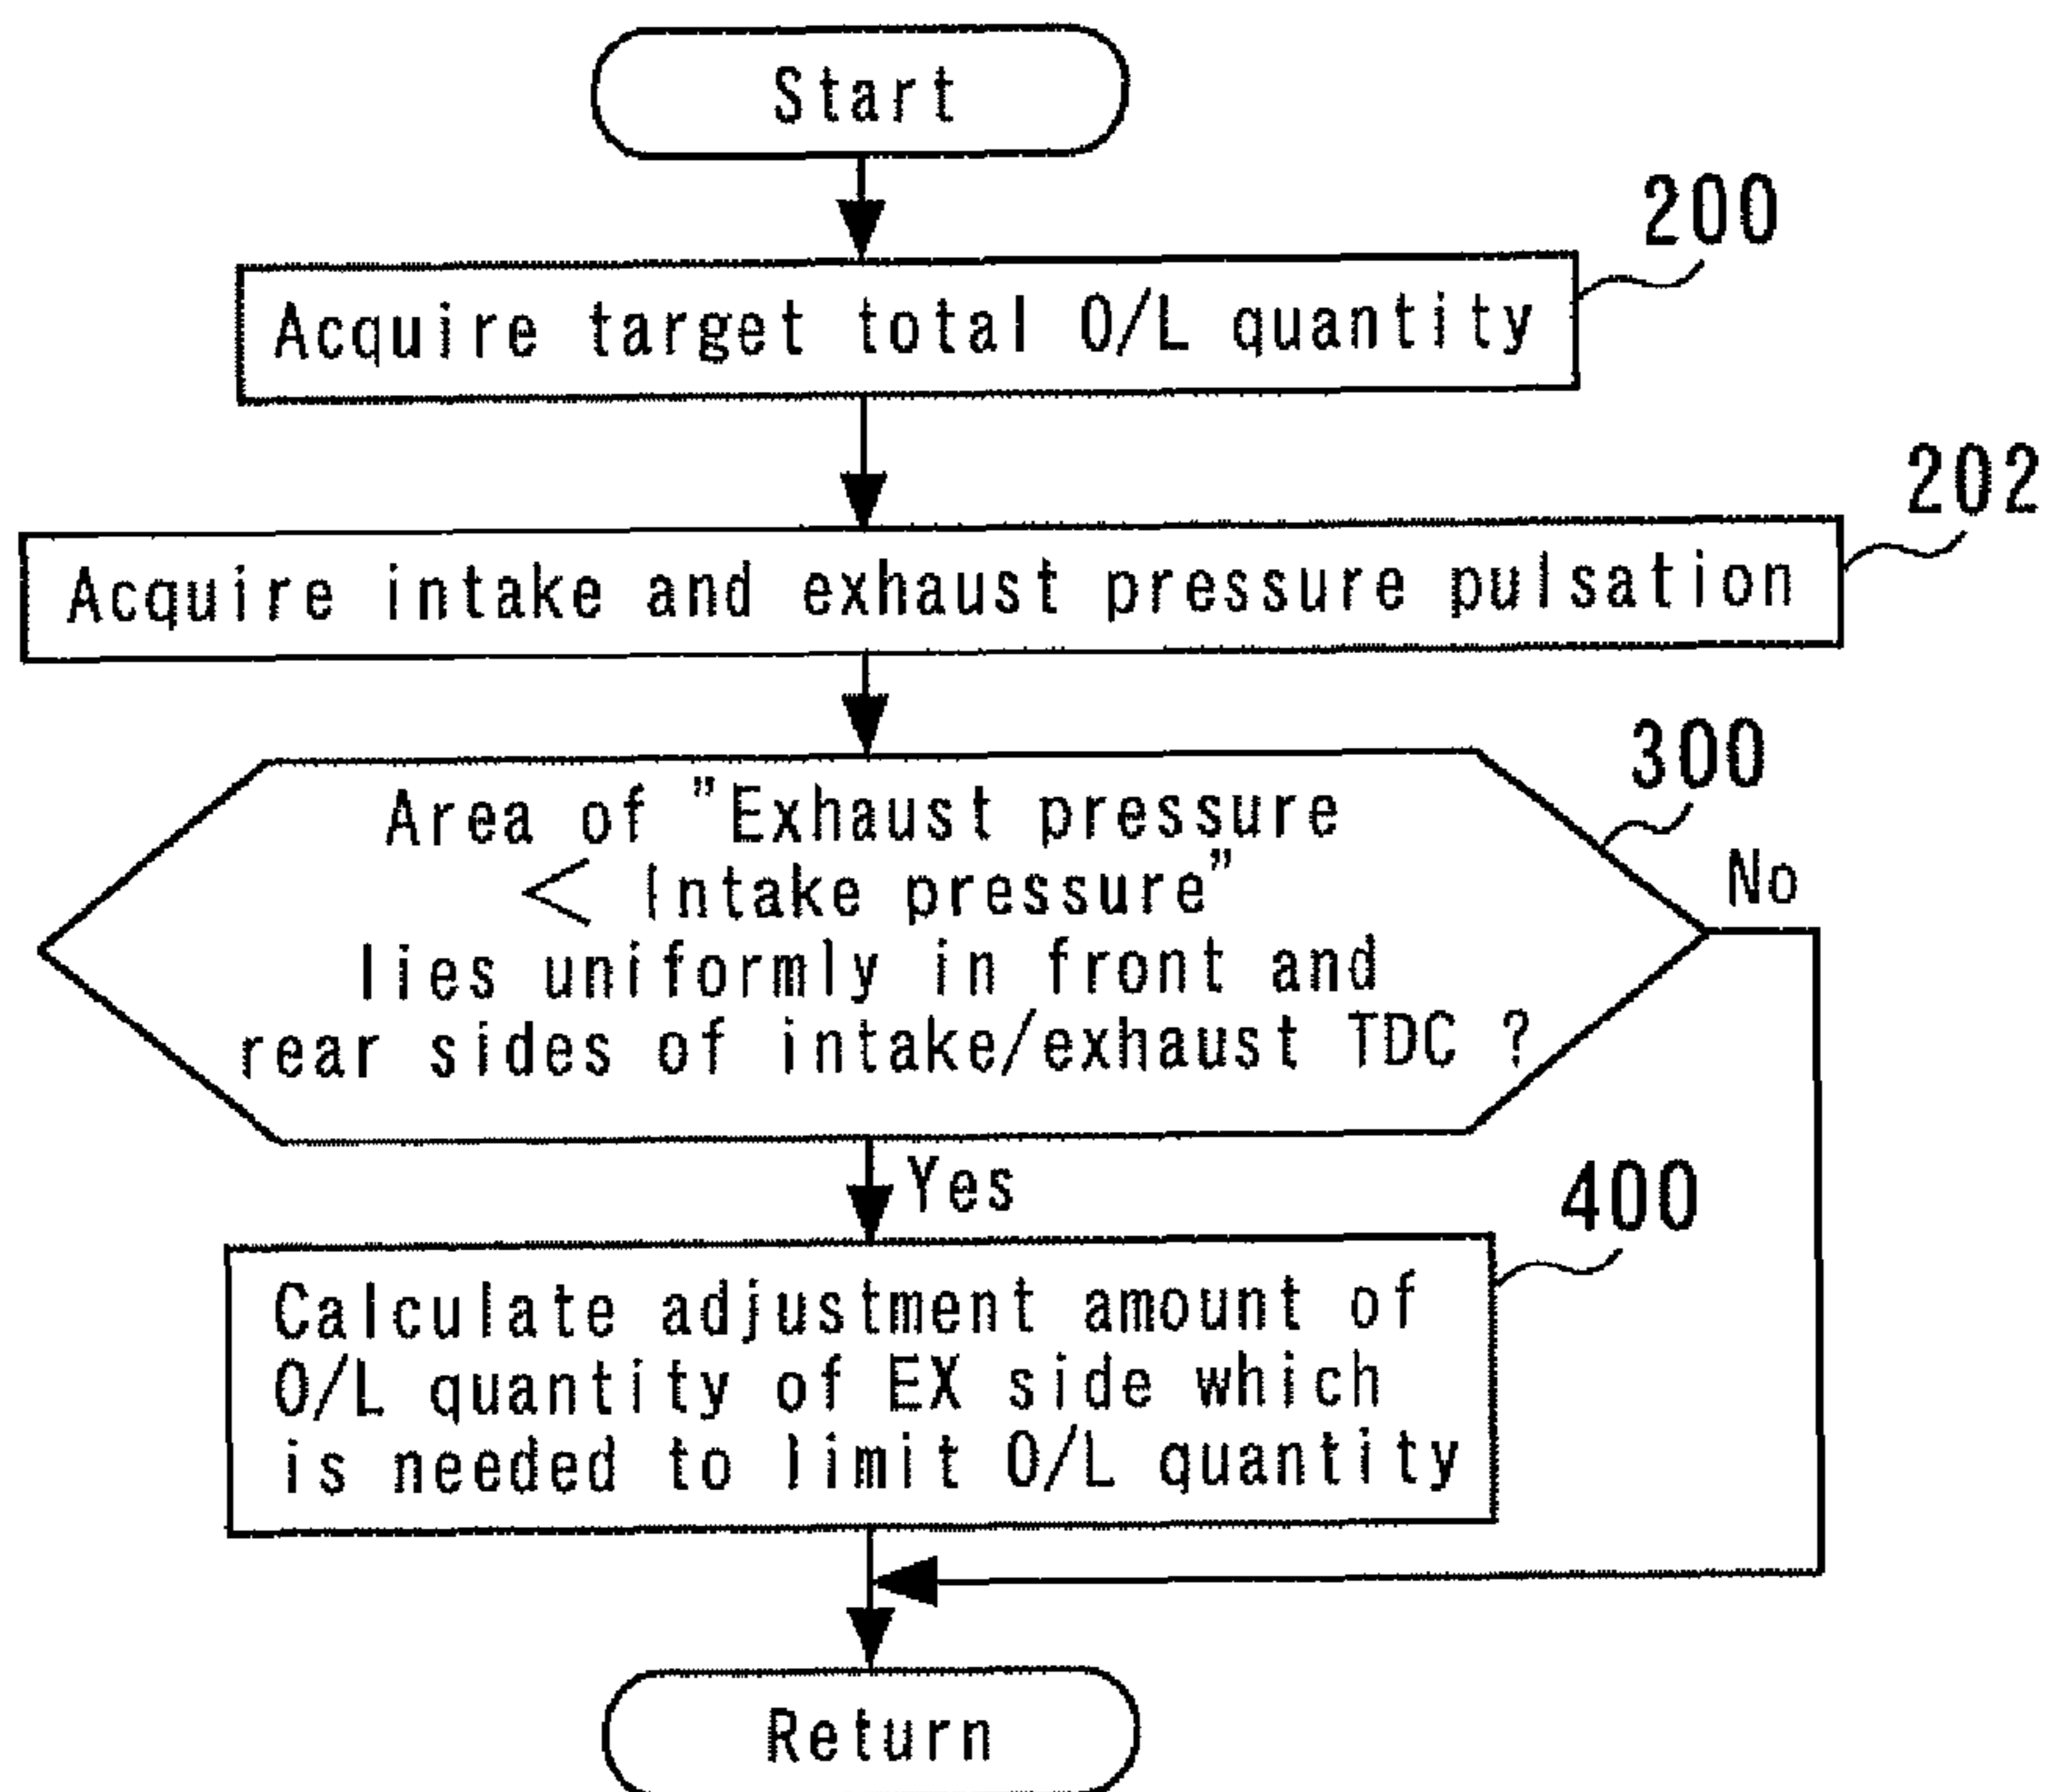 Start
200
Acquire target total O/L quantity
202
Acquire intake and exhaust pressure pulsation
300
Area of "Exhaust pressure
< Intake pressure"
lies uniformly in front and
rear sides of intake/exhaust TDC ?
No
Yes
400
Calculate adjustment amount of
O/L quantity of EX side which
is needed to limit O/L quantity
Return